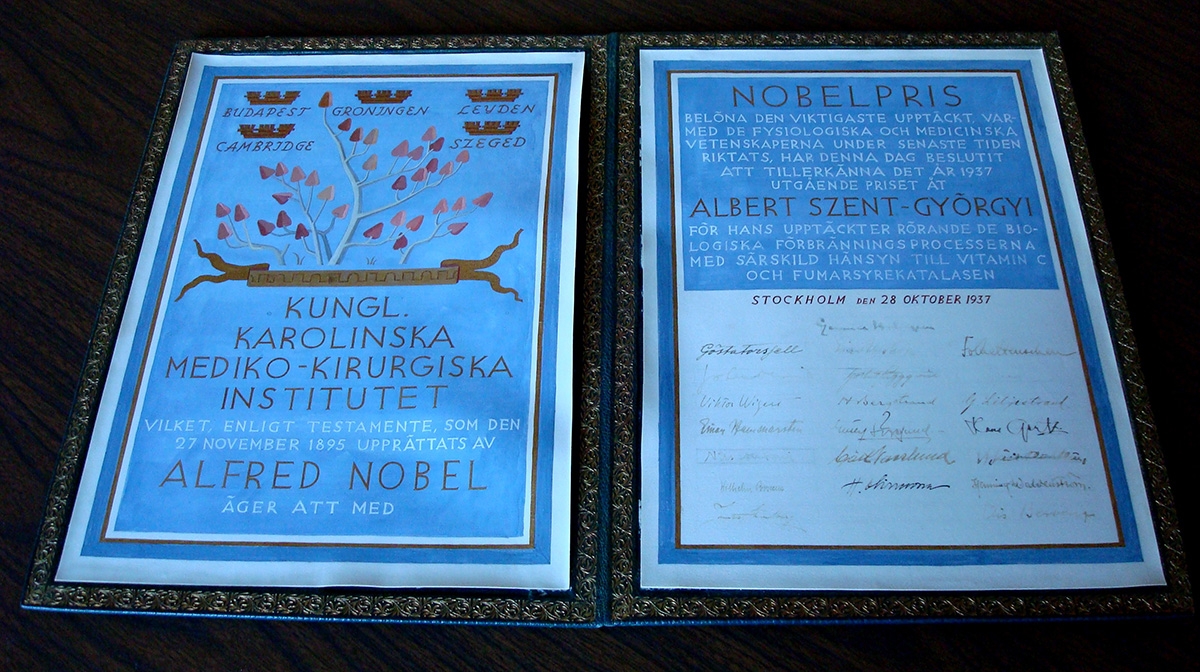 BUDAPEST GRONINGEN LEYDEN
CAMBRIDGE SZEGED
KUNGL.
KAROLINSKA
MEDIKO-KIRURGISKA
INSTITUTET
VILKET, ENLIGT TESTAMENTE, SOM DEN
27 NOVEMBER 1895 UPPRÄTTATS AV
ALFRED NOBEL
ÄGER ATT MED
NOBELPRIS
BELÖNA DEN VIKTIGASTE UPPTÄCKT, VAR-
MED DE FYSIOLOGISKA OCH MEDICINSKA
VETENSKAPERNA UNDER SENASTE TIDEN
RIKTATS, HAR DENNA DAG BESLUTIT
ATT TILLERKÄNNA DET ÅR 1937
UTGÅENDE PRISET ÅT
ALBERT SZENT-GYÖRGYI
FÖR HANS UPPTÄCKTER RÖRANDE DE BIO-
LOGISKA FÖRBRÄNNINGSPROCESSERNA
MED SÄRSKILD HÄNSYN TILL VITAMIN C
OCH FUMARSYREKATALASEN
STOCKHOLM DEN 28 OKTOBER 1937
Viktor Wigert H Bergstrand G Liljestrand
Einar Hammarsten